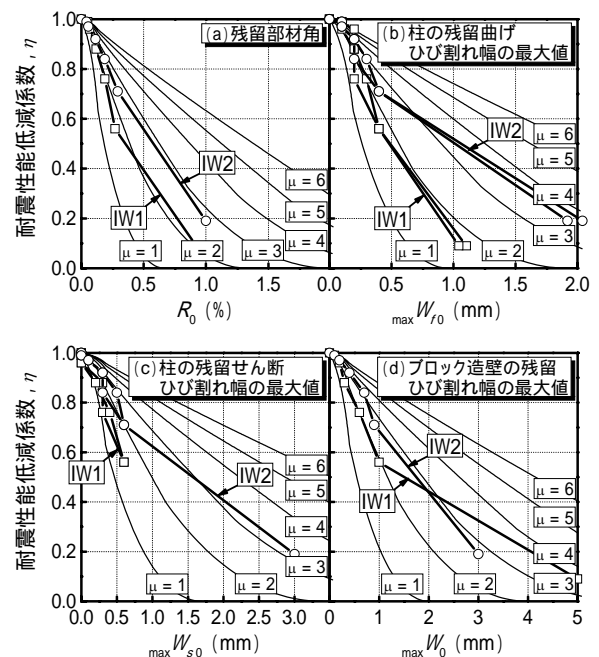 耐震性能低減係数, η
1.0
0.8
0.6
0.4
0.2
0.0
(a)残留部材角
IW2
IW1
μ = 6
μ = 5
μ = 4
μ = 3
μ = 2
μ = 1
0.0 0.5 1.0 1.5
R0 (%)
(b)柱の残留曲げ
ひび割れ幅の最大値
IW2
IW1
μ = 6
μ = 5
μ = 4
μ = 3
μ = 2
μ = 1
0.0 0.5 1.0 1.5 2.0
maxWf0 (mm)
耐震性能低減係数, η
1.0
0.8
0.6
0.4
0.2
0.0
(c)柱の残留せん断
ひび割れ幅の最大値
IW1
IW2
μ = 6
μ = 5
μ = 4
μ = 3
μ = 2
μ = 1
0.0 0.5 1.0 1.5 2.0 2.5 3.0
maxWs0 (mm)
(d)ブロック造壁の残留
ひび割れ幅の最大値
IW2
IW1
μ = 6
μ = 5
μ = 4
μ = 3
μ = 2
μ = 1
0 1 2 3 4 5
maxW0 (mm)